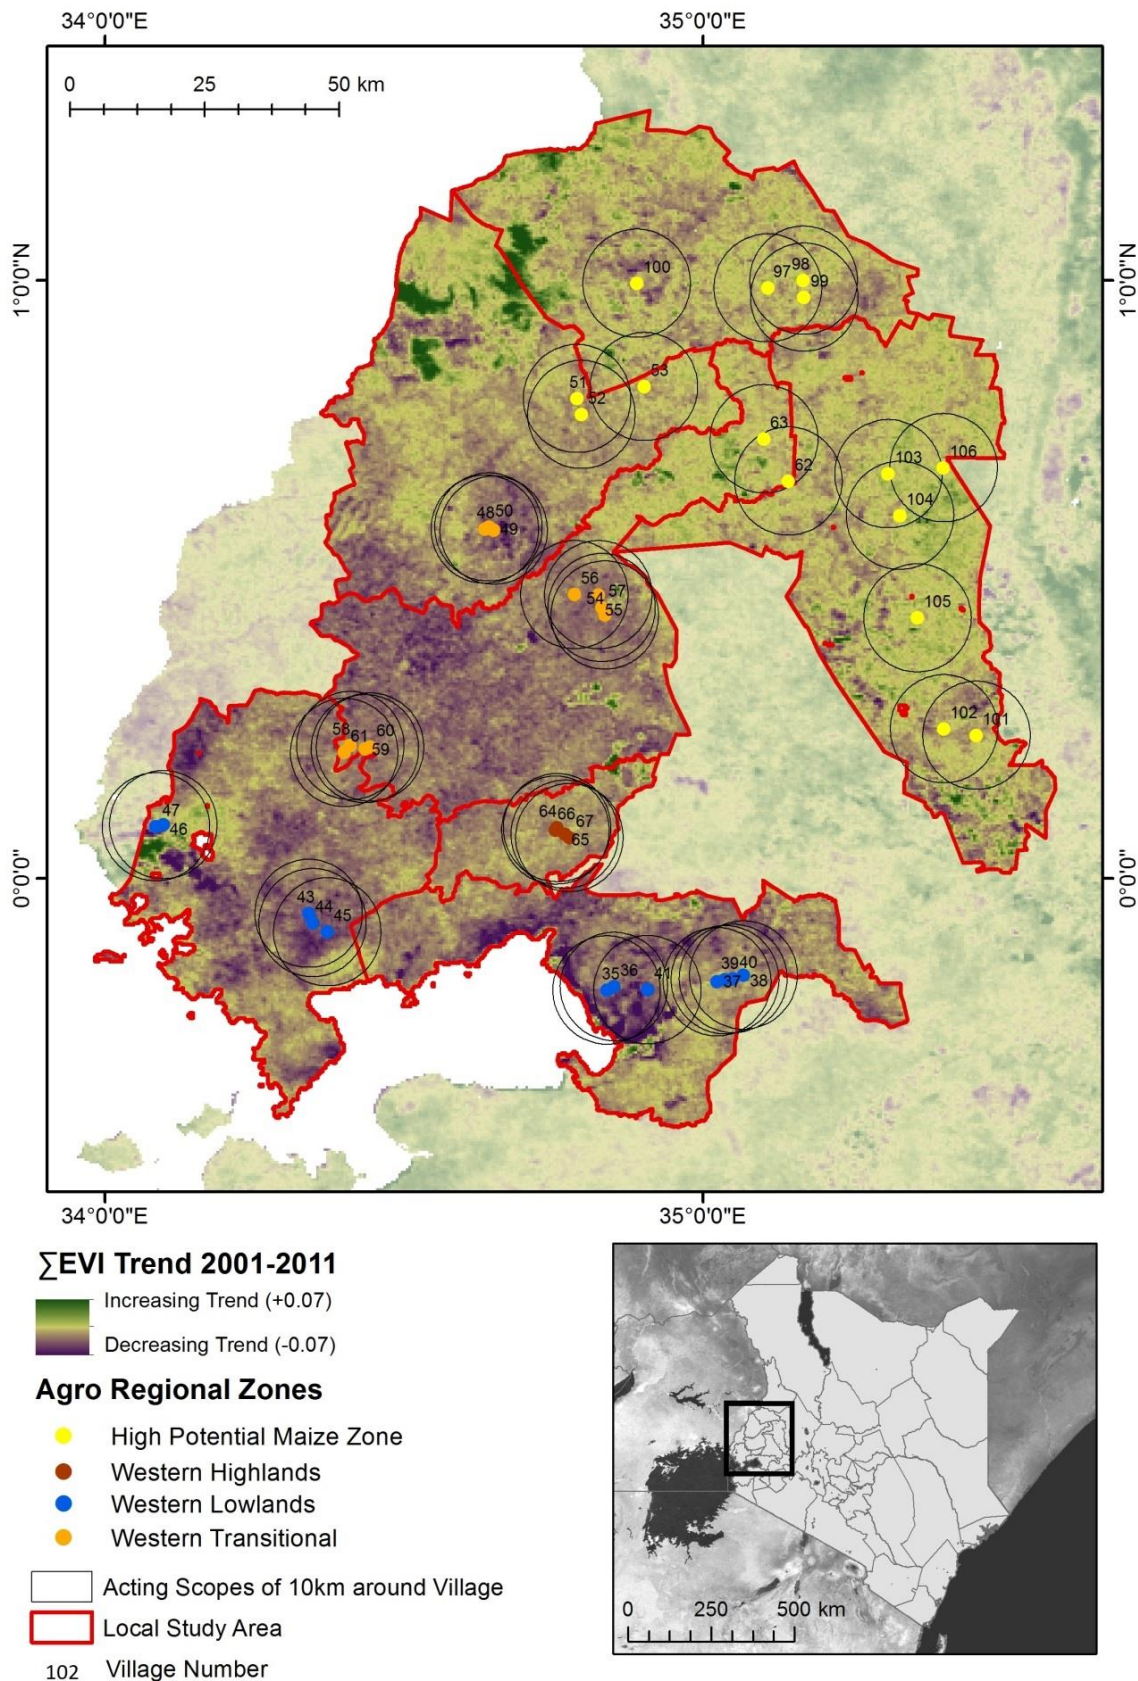 34°0'0"E 35°0'0"E
0 25 50 km
1°0'0"N 1°0'0"N
100 97 98
99
53
51
52
63
62 103 106
104
48 50
49
56 57
54
55
105
58 60
61
59
102 101
47
46
64 66 67
65
0°0'0" 0°0'0"
43
44
45
35 36 41 39 40
37 38
34°0'0"E 35°0'0"E
∑EVI Trend 2001-2011
Increasing Trend (+0.07)
Decreasing Trend (-0.07)
Agro Regional Zones
High Potential Maize Zone
Western Highlands
Western Lowlands
Western Transitional
Acting Scopes of 10km around Village
Local Study Area
102 Village Number
0 250 500 km